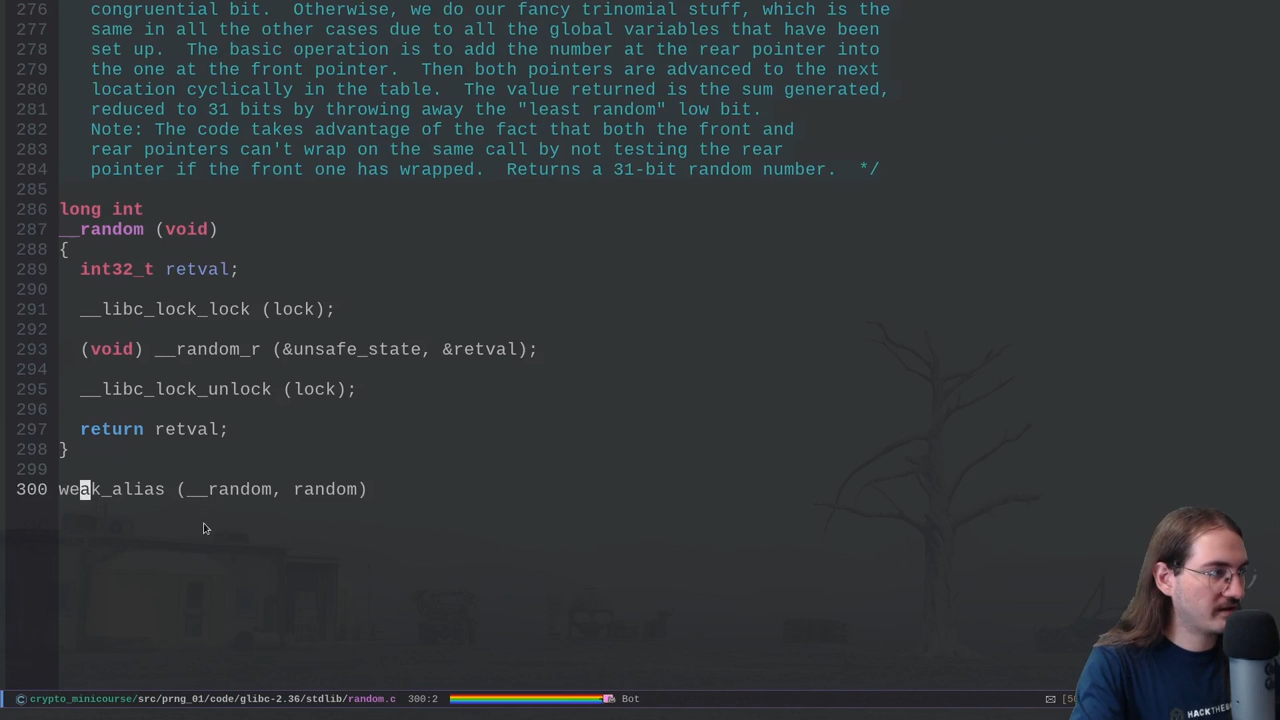 276 congruential bit.  Otherwise, we do our fancy trinomial stuff, which is the
277 same in all the other cases due to all the global variables that have been
278 set up.  The basic operation is to add the number at the rear pointer into
279 the one at the front pointer.  Then both pointers are advanced to the next
280 location cyclically in the table.  The value returned is the sum generated,
281 reduced to 31 bits by throwing away the "least random" low bit.
282 Note: The code takes advantage of the fact that both the front and
283 rear pointers can't wrap on the same call by not testing the rear
284 pointer if the front one has wrapped.  Returns a 31-bit random number.  */
285
286 long int
287 __random (void)
288 {
289   int32_t retval;
290
291   __libc_lock_lock (lock);
292
293   (void) __random_r (&unsafe_state, &retval);
294
295   __libc_lock_unlock (lock);
296
297   return retval;
298 }
299
300 weak_alias (__random, random)
crypto_minicourse/src/prng_01/code/glibc-2.36/stdlib/random.c 300:2 Bot